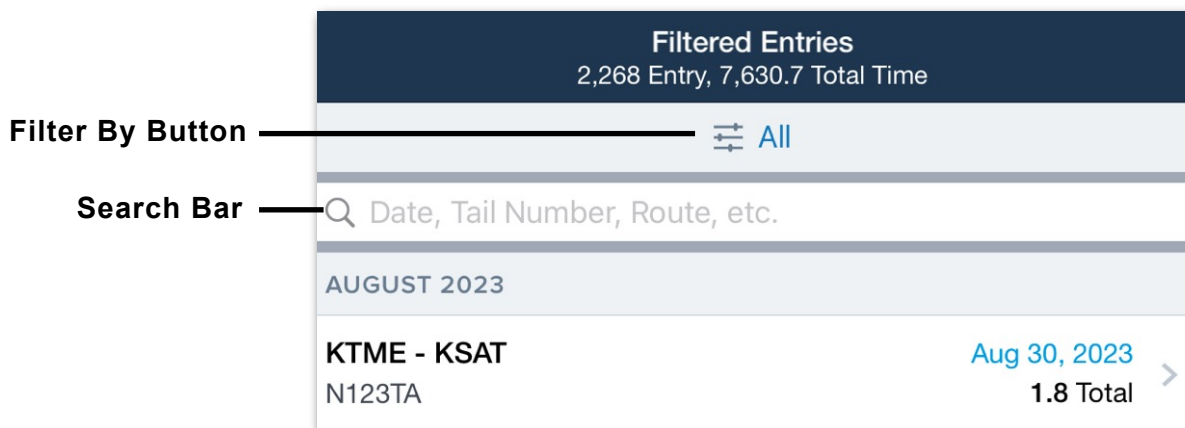 Filtered Entries
2,268 Entry, 7,630.7 Total Time
Filter By Button
All
Search Bar
Date, Tail Number, Route, etc.
AUGUST 2023
KTME - KSAT
Aug 30, 2023
N123TA
1.8 Total